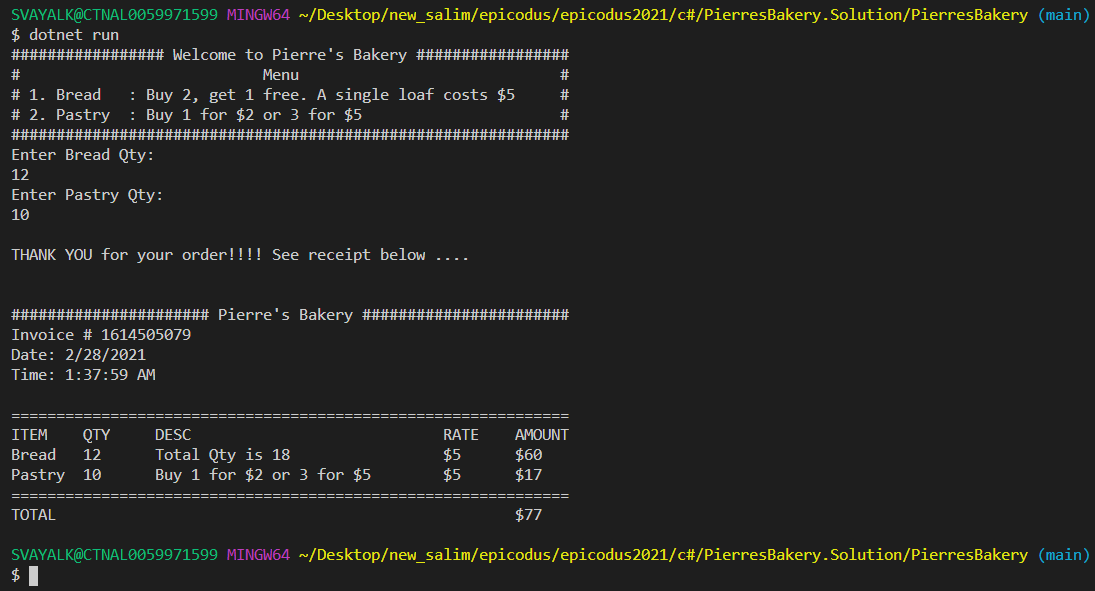 SVAYALK@CTNAL0059971599 MINGW64 ~/Desktop/new_salim/epicodus/epicodus2021/c#/PierresBakery.Solution/PierresBakery (main)
$ dotnet run
################# Welcome to Pierre's Bakery #################
#                           Menu                             #
# 1. Bread   : Buy 2, get 1 free. A single loaf costs $5     #
# 2. Pastry  : Buy 1 for $2 or 3 for $5                      #
##############################################################
Enter Bread Qty:
12
Enter Pastry Qty:
10
THANK YOU for your order!!!! See receipt below ....
###################### Pierre's Bakery #######################
Invoice # 1614505079
Date: 2/28/2021
Time: 1:37:59 AM
==============================================================
ITEM    QTY     DESC                            RATE    AMOUNT
Bread   12      Total Qty is 18                 $5      $60
Pastry  10      Buy 1 for $2 or 3 for $5        $5      $17
==============================================================
TOTAL                                                   $77
SVAYALK@CTNAL0059971599 MINGW64 ~/Desktop/new_salim/epicodus/epicodus2021/c#/PierresBakery.Solution/PierresBakery (main)
$